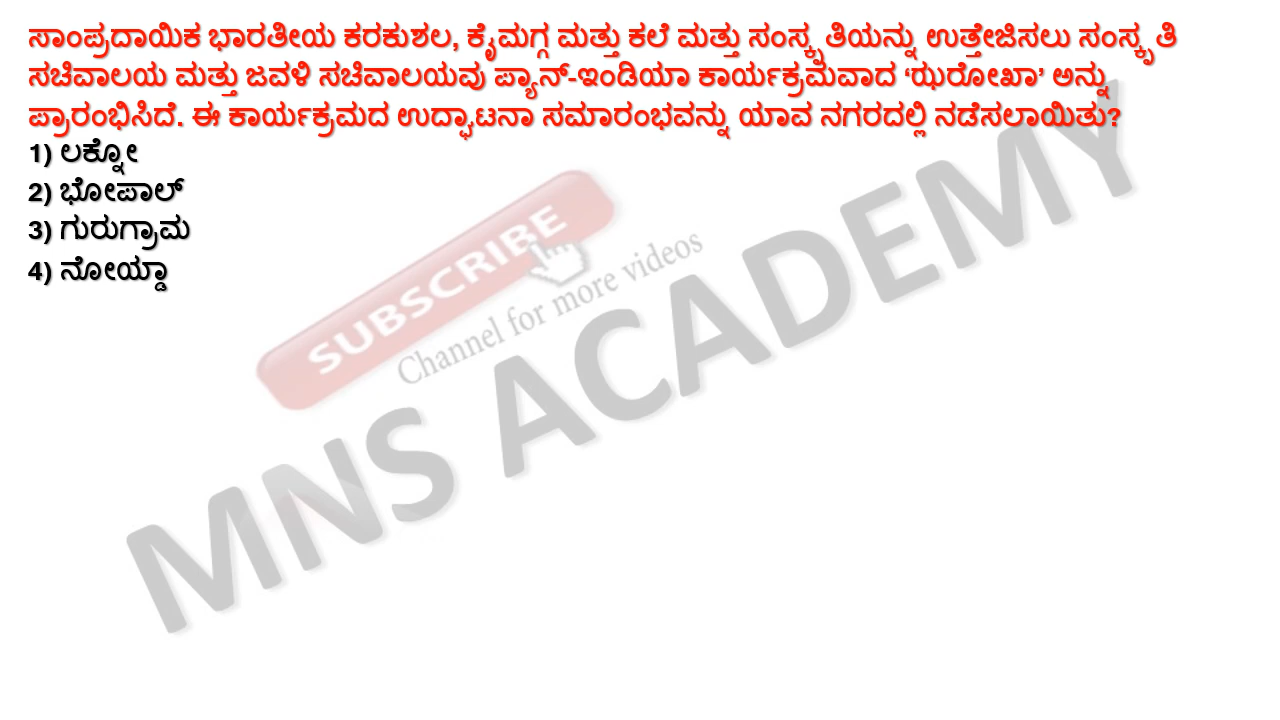 ಸಾಂಪ್ರದಾಯಿಕ ಭಾರತೀಯ ಕರಕುಶಲ, ಕೈಮಗ್ಗ ಮತ್ತು ಕಲೆ ಮತ್ತು ಸಂಸ್ಕೃತಿಯನ್ನು ಉತ್ತೇಜಿಸಲು ಸಂಸ್ಕೃತಿ
ಸಚಿವಾಲಯ ಮತ್ತು ಜವಳಿ ಸಚಿವಾಲಯವು ಪ್ಯಾನ್-ಇಂಡಿಯಾ ಕಾರ್ಯಕ್ರಮವಾದ ‘ಝರೋಖಾ’ ಅನ್ನು
ಪ್ರಾರಂಭಿಸಿದೆ. ಈ ಕಾರ್ಯಕ್ರಮದ ಉದ್ಘಾಟನಾ ಸಮಾರಂಭವನ್ನು ಯಾವ ನಗರದಲ್ಲಿ ನಡೆಸಲಾಯಿತು?
1) ಲಕ್ನೋ
2) ಭೋಪಾಲ್
3) ಗುರುಗ್ರಾಮ
4) ನೋಯ್ಡಾ
SUBSCRIBE
Channel for more videos
MNS ACADEMY